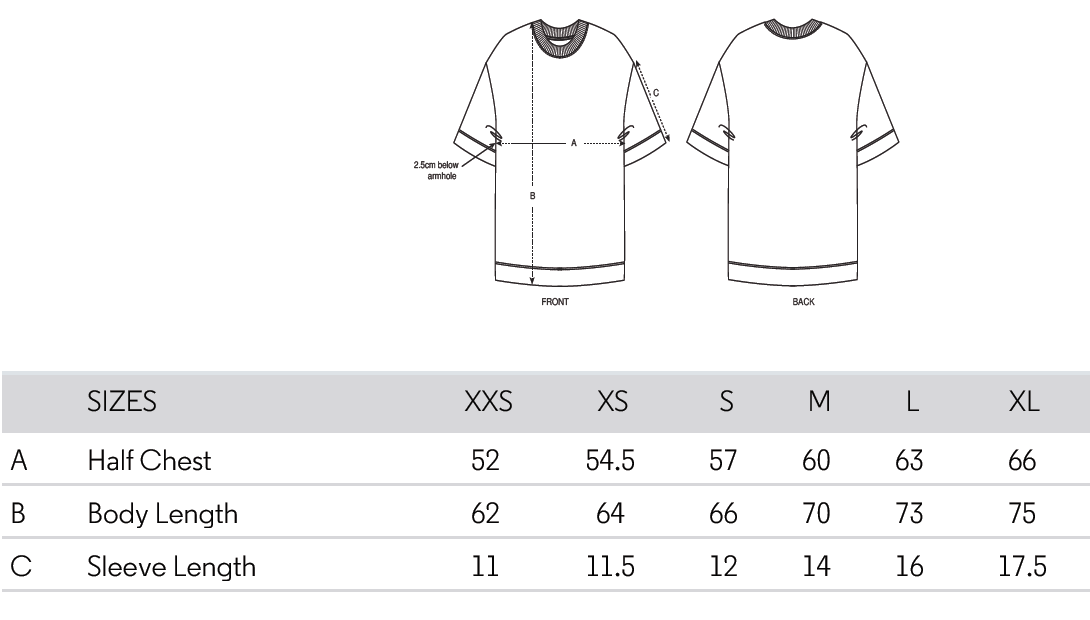 C
A
2.5cm below
armhole
B
FRONT BACK
SIZES XXS XS S M L XL
A Half Chest 52 54.5 57 60 63 66
B Body Length 62 64 66 70 73 75
C Sleeve Length 11 11.5 12 14 16 17.5